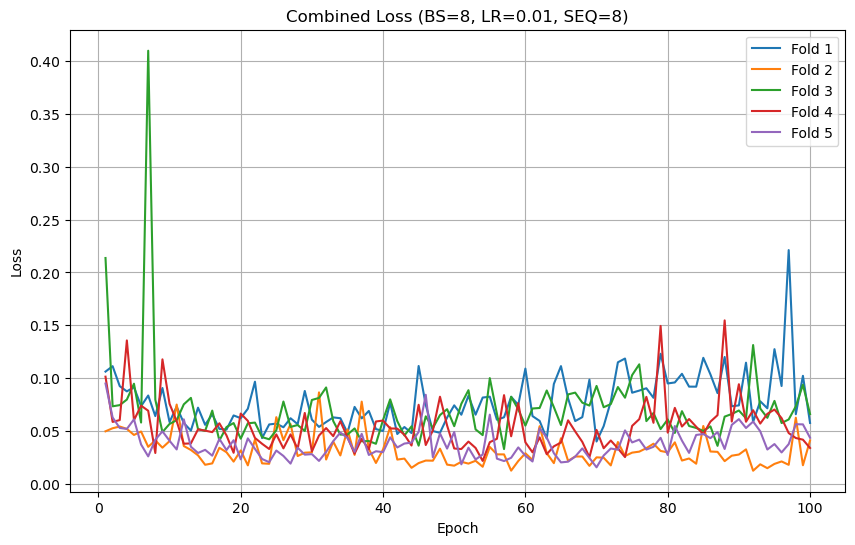 Combined Loss (BS=8, LR=0.01, SEQ=8)
Fold 1
Fold 2
Fold 3
Fold 4
Fold 5
Loss
0.40
0.35
0.30
0.25
0.20
0.15
0.10
0.05
0.00
0
20
40
60
80
100
Epoch